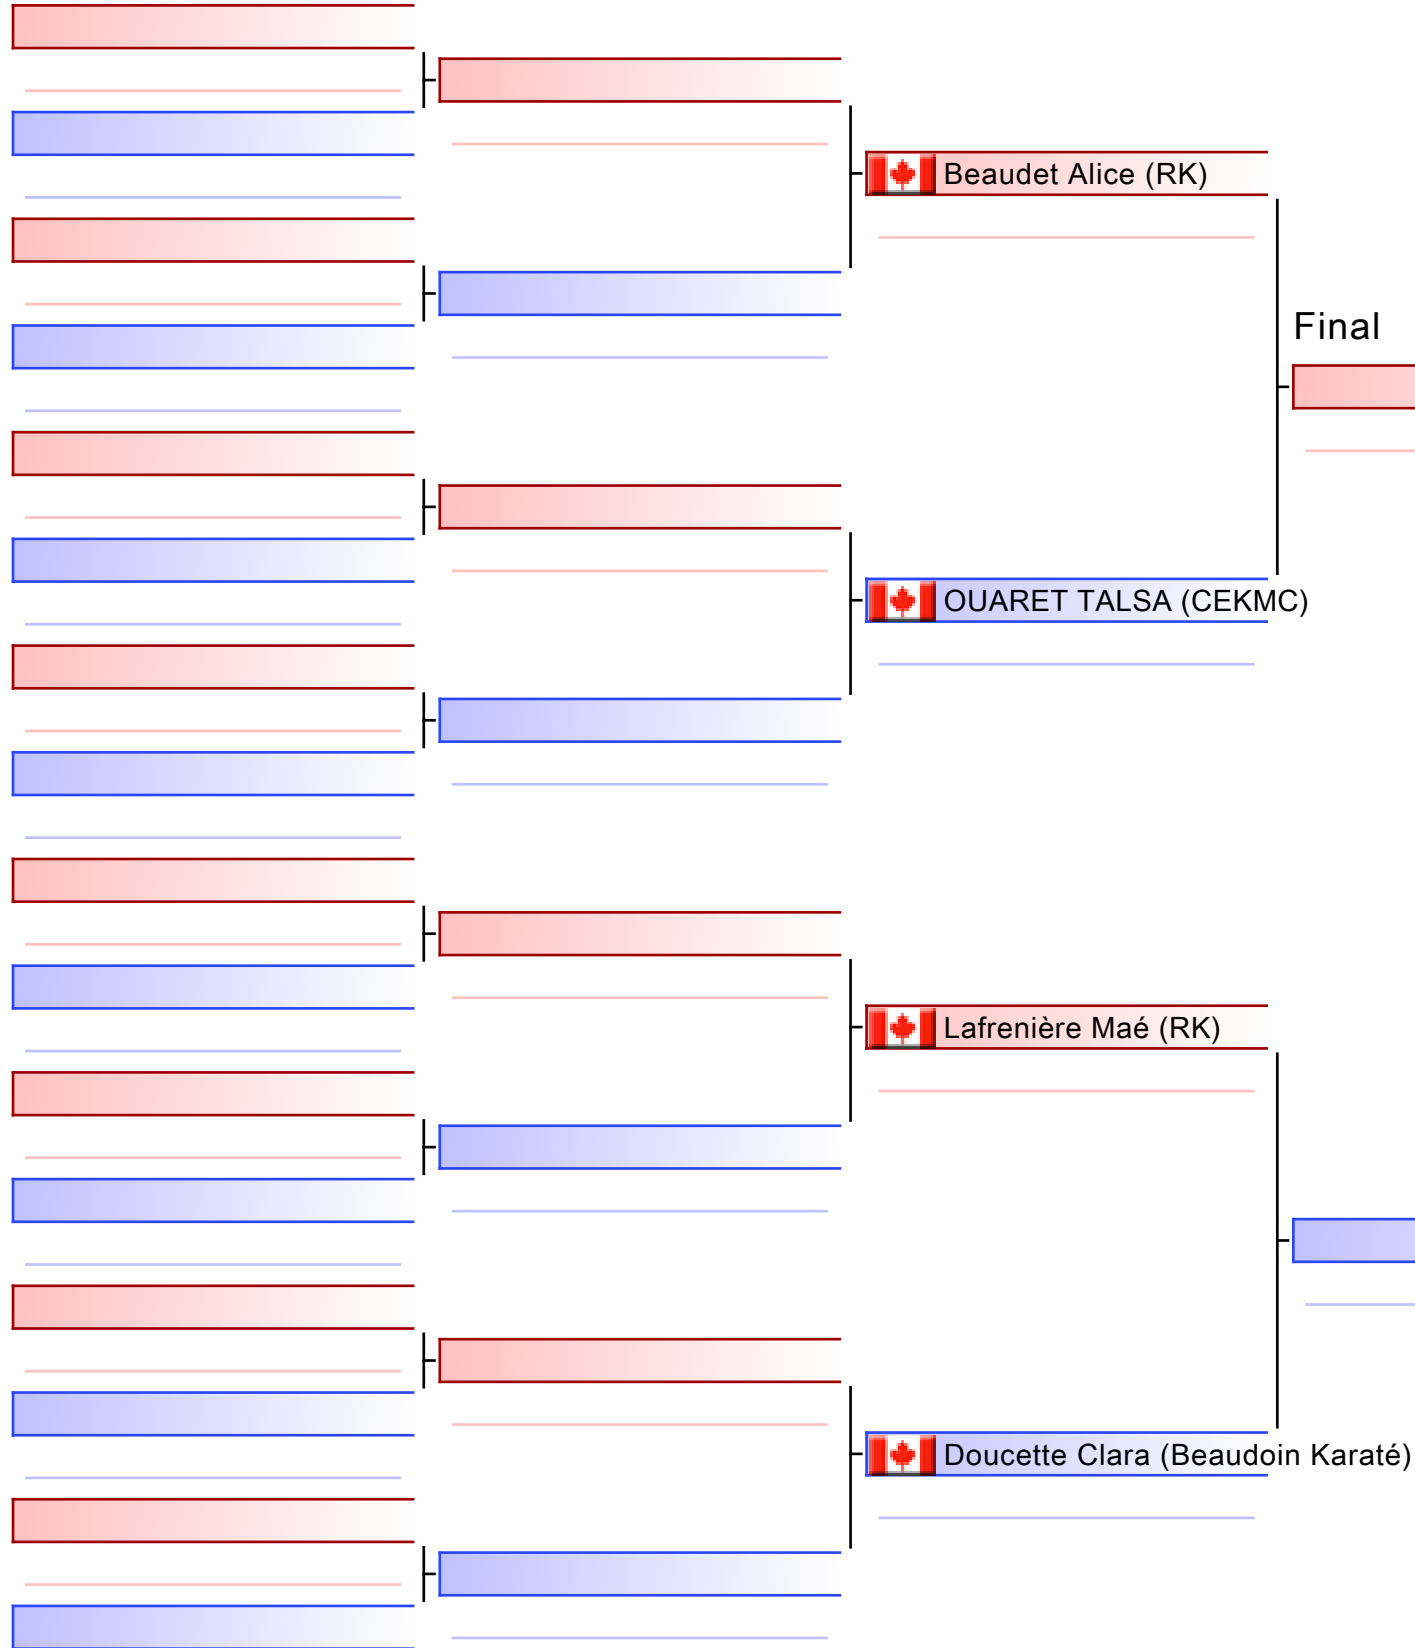 Beaudet Alice (RK)
Final
OUARET TALSA (CEKMC)
Lafrenière Maé (RK)
Doucette Clara (Beaudoin Karaté)